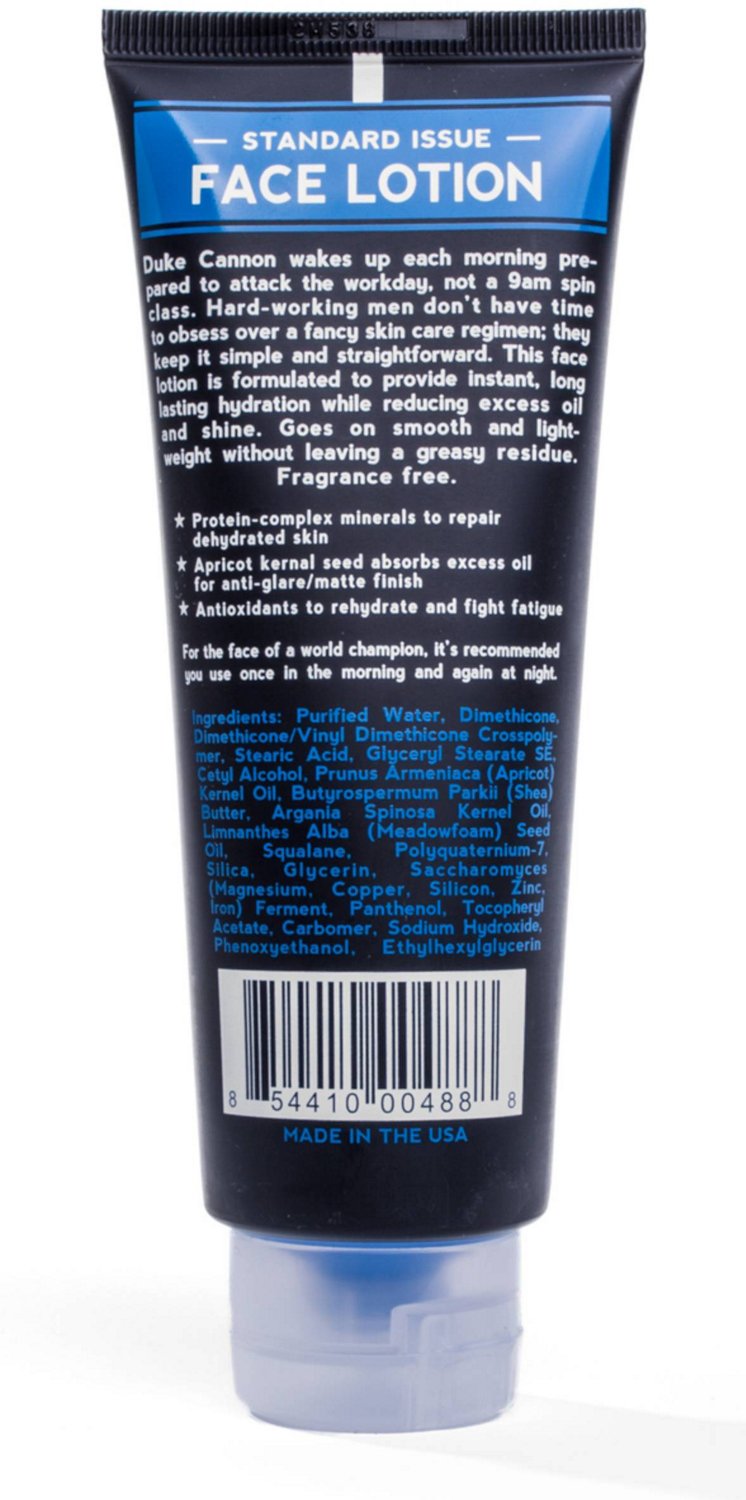 — STANDARD ISSUE —
FACE LOTION
Duke Cannon wakes up each morning pre-
pared to attack the workday, not a 9am spin
class. Hard-working men don't have time
to obsess over a fancy skin care regimen; they
keep it simple and straightforward. This face
lotion is formulated to provide instant, long
lasting hydration while reducing excess oil
and shine. Goes on smooth and light-
weight without leaving a greasy residue.
Fragrance free.
★ Protein-complex minerals to repair
dehydrated skin
★ Apricot kernal seed absorbs excess oil
for anti-glare/matte finish
★ Antioxidants to rehydrate and fight fatigue
For the face of a world champion, it's recommended
you use once in the morning and again at night.
Ingredients: Purified Water, Dimethicone,
Dimethicone/Vinyl Dimethicone Crosspoly-
mer, Stearic Acid, Glyceryl Stearate SE,
Cetyl Alcohol, Prunus Armeniaca (Apricot)
Kernel Oil, Butyrospermum Parkii (Shea)
Butter, Argania Spinosa Kernel Oil,
Limnanthes Alba (Meadowfoam) Seed
Oil, Squalane, Polyquaternium-7,
Silica, Glycerin, Saccharomyces
(Magnesium, Copper, Silicon, Zinc,
Iron) Ferment, Panthenol, Tocopheryl
Acetate, Carbomer, Sodium Hydroxide,
Phenoxyethanol, Ethylhexylglycerin
8 54410 00488 8
MADE IN THE USA